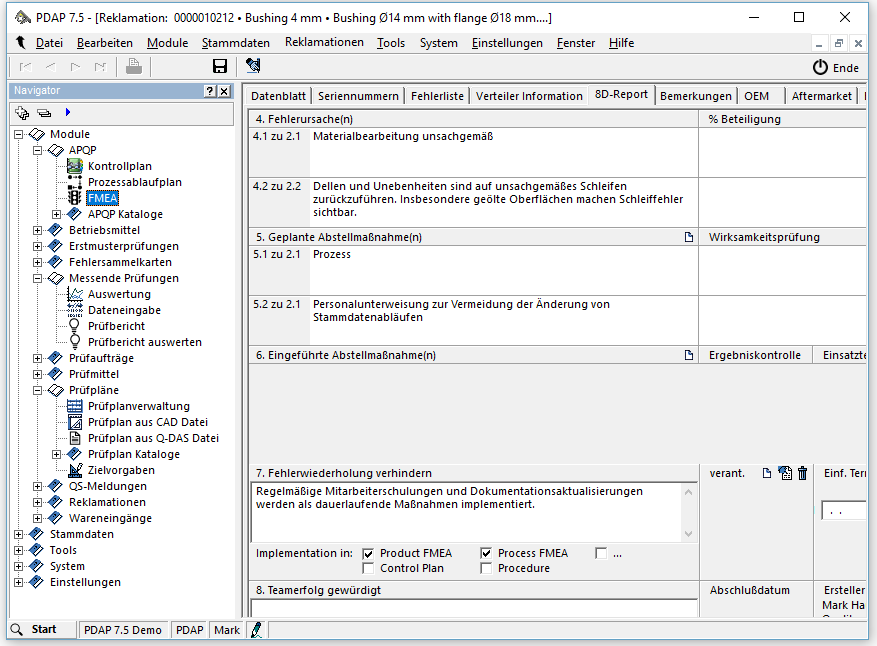 PDAP 7.5 - [Reklamation: 0000010212 • Bushing 4 mm • Bushing Ø14 mm with flange Ø18 mm....]
Datei Bearbeiten Module Stammdaten Reklamationen Tools System Einstellungen Fenster Hilfe
Ende
Navigator
Module
APQP
Kontrollplan
Prozessablaufplan
FMEA
APQP Kataloge
Betriebsmittel
Erstmusterprüfungen
Fehlersammelkarten
Messende Prüfungen
Auswertung
Dateneingabe
Prüfbericht
Prüfbericht auswerten
Prüfaufträge
Prüfmittel
Prüfpläne
Prüfplanverwaltung
Prüfplan aus CAD Datei
Prüfplan aus Q-DAS Datei
Prüfplan Kataloge
Zielvorgaben
QS-Meldungen
Reklamationen
Wareneingänge
Stammdaten
Tools
System
Einstellungen
Datenblatt Seriennummern Fehlerliste Verteiler Information 8D-Report Bemerkungen OEM Aftermarket
4. Fehlerursache(n) % Beteiligung
4.1 zu 2.1 Materialbearbeitung unsachgemäß
4.2 zu 2.2 Dellen und Unebenheiten sind auf unsachgemäßes Schleifen
zurückzuführen. Insbesondere geölte Oberflächen machen Schleiffehler
sichtbar.
5. Geplante Abstellmaßnahme(n) Wirksamkeitsprüfung
5.1 zu 2.1 Prozess
5.2 zu 2.1 Personalunterweisung zur Vermeidung der Änderung von
Stammdatenabläufen
6. Eingeführte Abstellmaßnahme(n) Ergebniskontrolle Einsatzte
7. Fehlerwiederholung verhindern verant. Einf. Ter
Regelmäßige Mitarbeiterschulungen und Dokumentationsaktualisierungen
werden als dauerlaufende Maßnahmen implementiert.
. .
Implementation in: Product FMEA Process FMEA ...
Control Plan Procedure
8. Teamerfolg gewürdigt Abschlußdatum Ersteller
Mark Ha
Start PDAP 7.5 Demo PDAP Mark